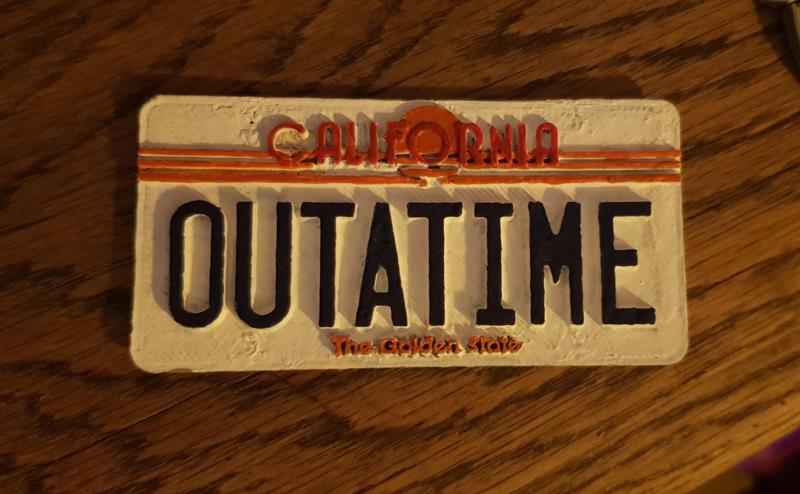 CALIFORNIA
OUTATIME
The Golden State